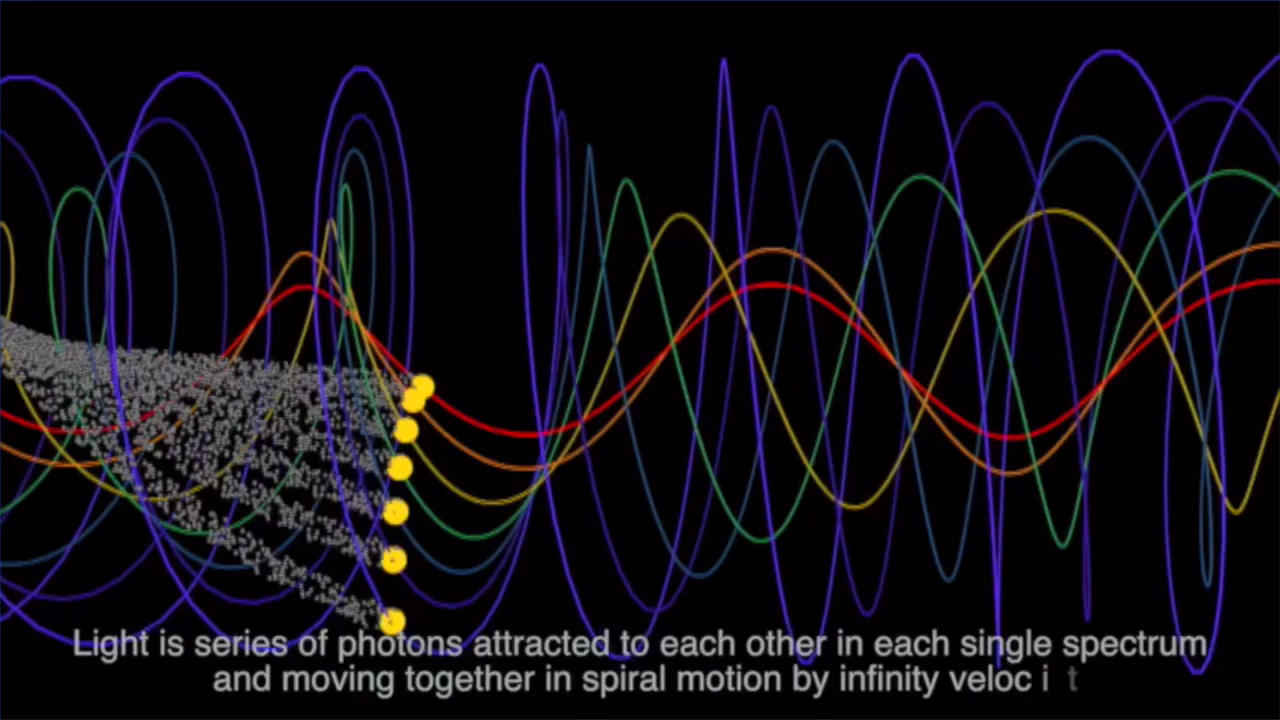 Light is series of photons attracted to each other in each single spectrum
and moving together in spiral motion by infinity veloc i t